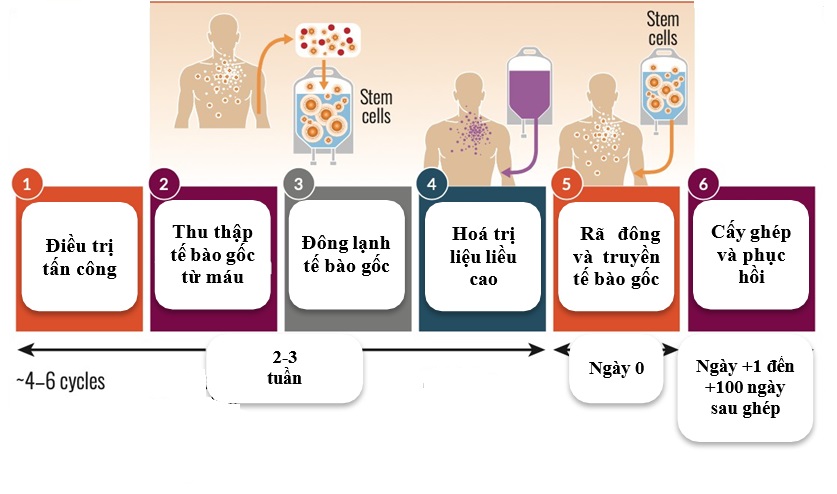 Stem
cells
Stem
cells
1
2
3
4
5
6
Điều trị
tấn công
Thu thập
tế bào gốc
từ máu
Đông lạnh
tế bào gốc
Hoá trị
liệu liều
cao
Rã đông
và truyền
tế bào gốc
Cấy ghép
và phục
hồi
~4–6 cycles
2-3
tuần
Ngày 0
Ngày +1 đến
+100 ngày
sau ghép